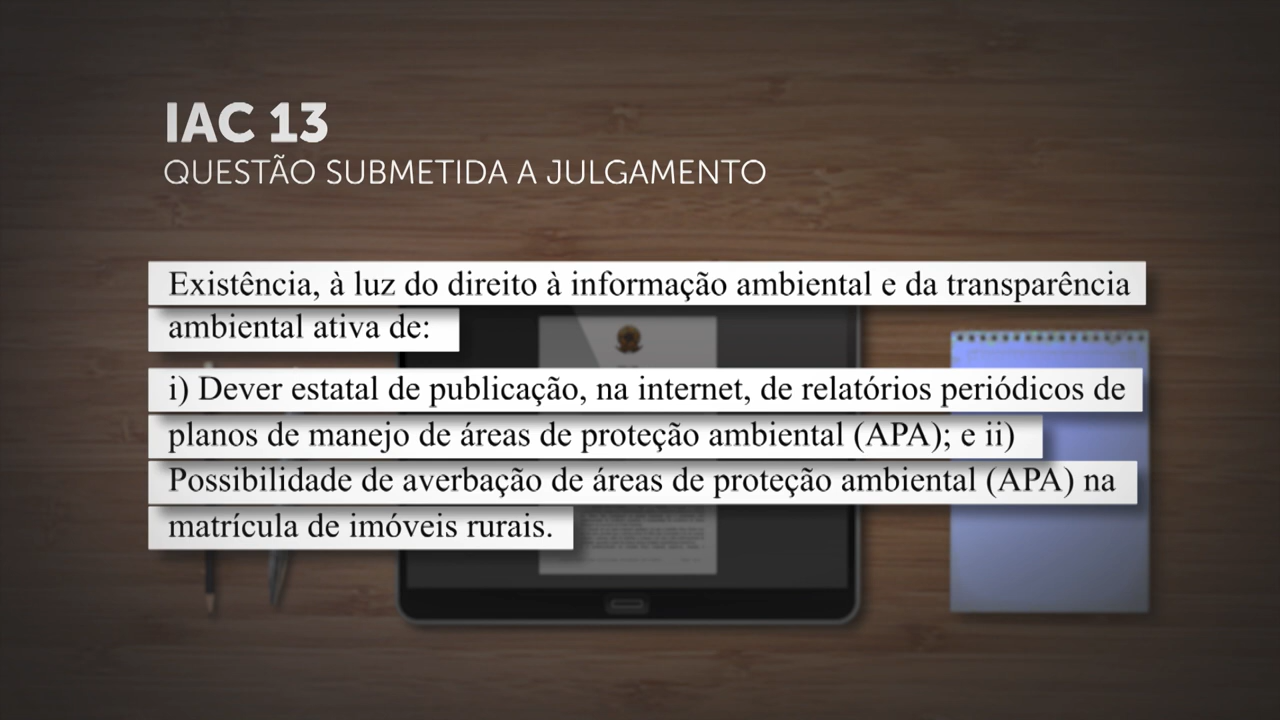 IAC 13
QUESTÃO SUBMETIDA A JULGAMENTO
Existência, à luz do direito à informação ambiental e da transparência
ambiental ativa de:
i) Dever estatal de publicação, na internet, de relatórios periódicos de
planos de manejo de áreas de proteção ambiental (APA); e ii)
Possibilidade de averbação de áreas de proteção ambiental (APA) na
matrícula de imóveis rurais.